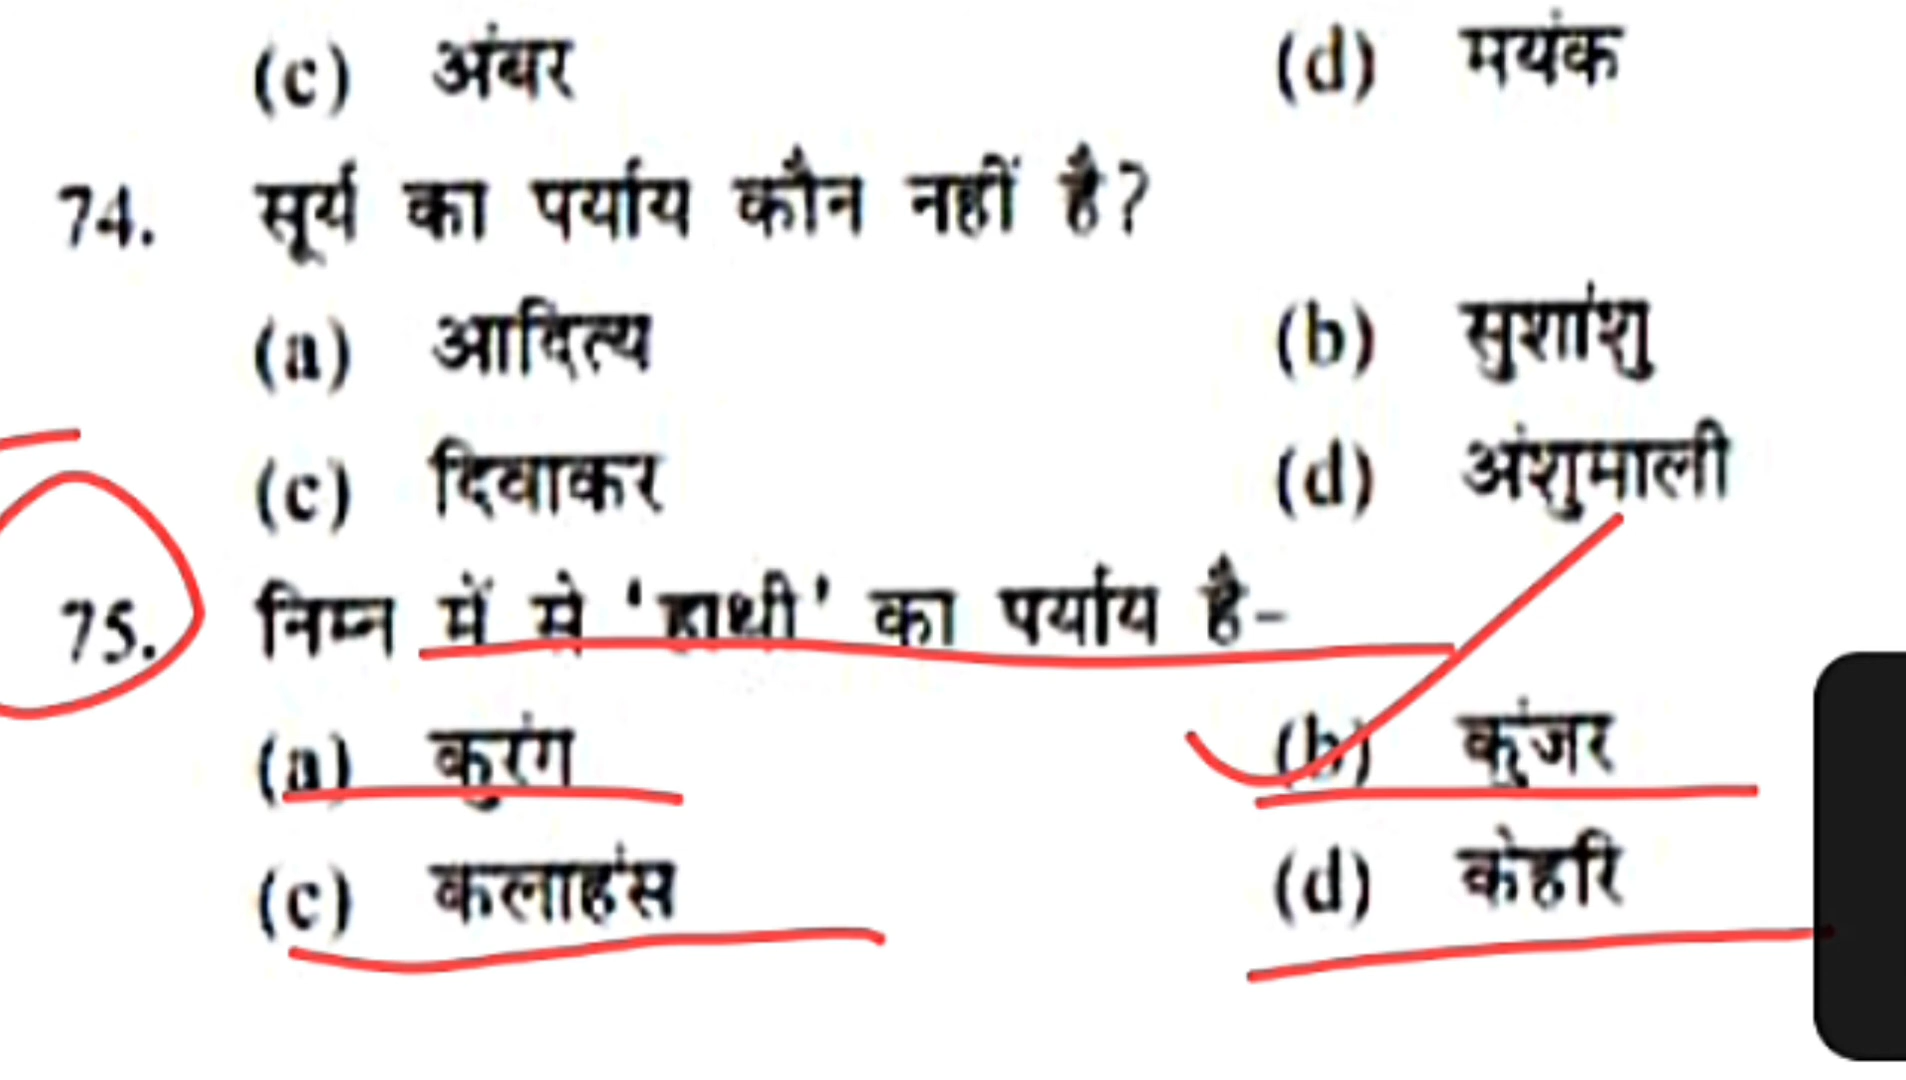 (c) अंबर (d) मयंक
74. सूर्य का पर्याय कौन नहीं है?
(a) आदित्य (b) सुशांशु
(c) दिवाकर (d) अंशुमाली
75. निम्न में से ‘हाथी’ का पर्याय है-
(a) कुरंग (b) कुंजर
(c) कलाहंस (d) केहरि